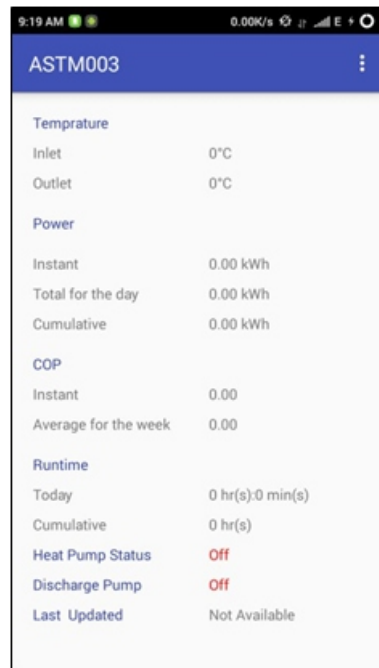 9:19 AM 0.00K/s E
ASTM003
Temprature
Inlet 0°C
Outlet 0°C
Power
Instant 0.00 kWh
Total for the day 0.00 kWh
Cumulative 0.00 kWh
COP
Instant 0.00
Average for the week 0.00
Runtime
Today 0 hr(s):0 min(s)
Cumulative 0 hr(s)
Heat Pump Status Off
Discharge Pump Off
Last Updated Not Available